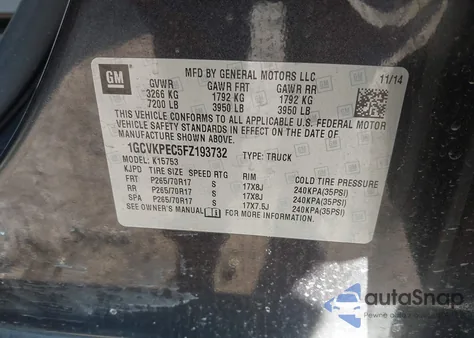 GM
MFD BY GENERAL MOTORS LLC
11/14
GVWR GAWR FRT GAWR RR
3266 KG 1792 KG 1792 KG
7200 LB 3950 LB 3950 LB
THIS VEHICLE CONFORMS TO ALL APPLICABLE U.S. FEDERAL MOTOR
VEHICLE SAFETY STANDARDS IN EFFECT ON THE DATE OF
MANUFACTURE SHOWN ABOVE.
1GCVKPEC5FZ193732 TYPE: TRUCK
MODEL: K15753
KJPD TIRE SIZE SPEED RTG RIM COLD TIRE PRESSURE
FRT P265/70R17 S 17X8J 240KPA(35PSI)
RR P265/70R17 S 17X8J 240KPA(35PSI)
SPA P265/70R17 S 17X7.5J 240KPA(35PSI)
SEE OWNER'S MANUAL FOR MORE INFORMATION.
autoSnap